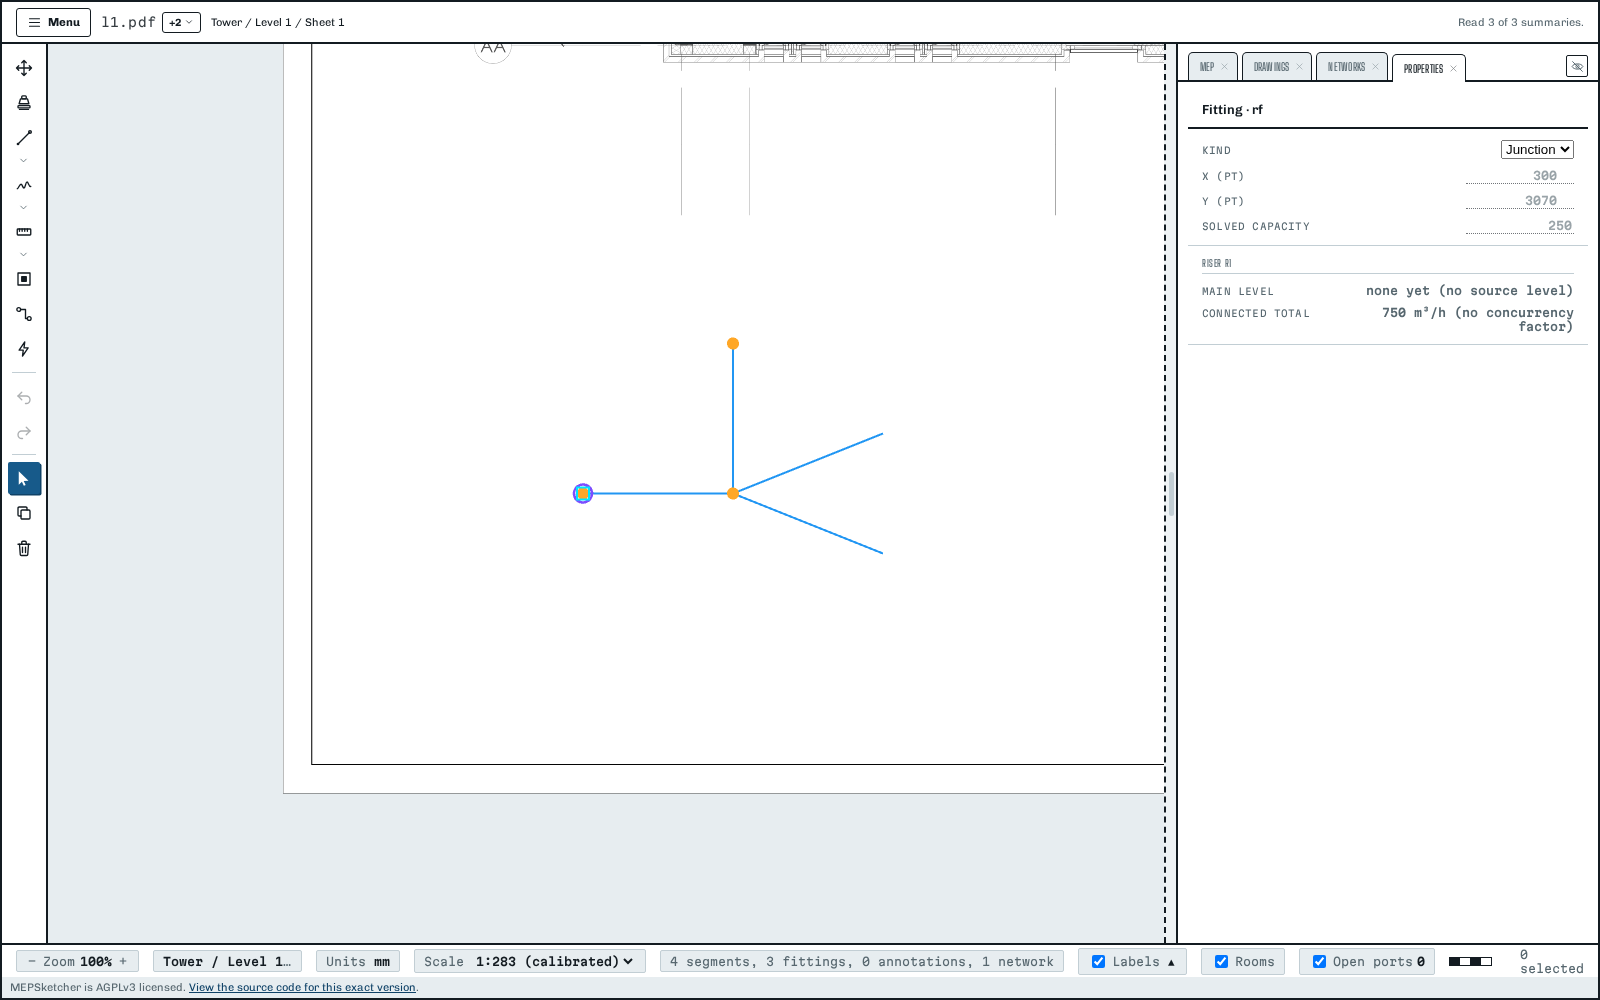 Menu
l1.pdf
+2
Tower / Level 1 / Sheet 1
Read 3 of 3 summaries.
AA
MEP
DRAWINGS
NETWORKS
PROPERTIES
Fitting · rf
KIND
Junction
X (PT)
300
Y (PT)
3070
SOLVED CAPACITY
250
RISER R1
MAIN LEVEL
none yet (no source level)
CONNECTED TOTAL
750 m³/h (no concurrency
factor)
− Zoom 100% +
Tower / Level 1…
Units mm
Scale 1:283 (calibrated)
4 segments, 3 fittings, 0 annotations, 1 network
Labels ▲
Rooms
Open ports 0
0
selected
MEPSketcher is AGPLv3 licensed. View the source code for this exact version.